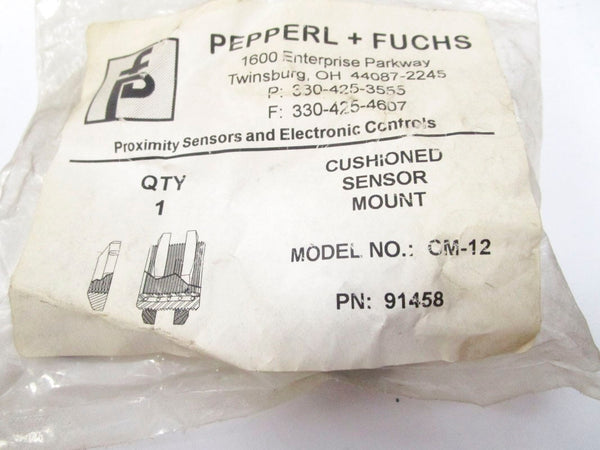 PEPPERL + FUCHS
1600 Enterprise Parkway
Twinsburg, OH 44087-2245
P: 330-425-3555
F: 330-425-4607
Proximity Sensors and Electronic Controls
QTY
1
CUSHIONED
SENSOR
MOUNT
MODEL NO.: CM-12
PN: 91458